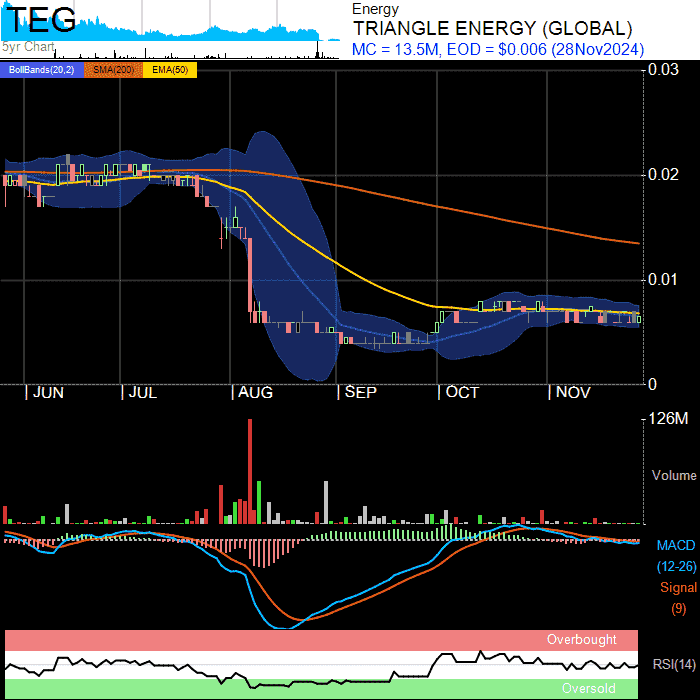 TEG
5yr Chart
Energy
TRIANGLE ENERGY (GLOBAL)
MC = 13.5M, EOD = $0.006 (28Nov2024)
BollBands(20,2) SMA(200) EMA(50)
0.03
0.02
0.01
0
JUN JUL AUG SEP OCT NOV
126M
Volume
MACD
(12-26)
Signal
(9)
Overbought
RSI(14)
Oversold